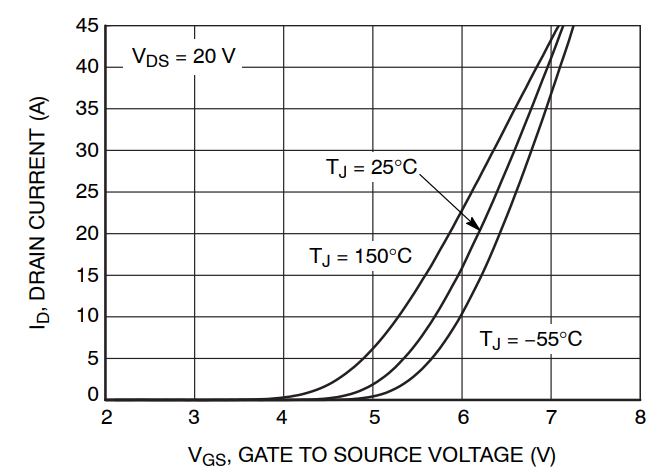 45
40
35
30
25
20
15
10
5
0
ID, DRAIN CURRENT (A)
VDS = 20 V
TJ = 25°C
TJ = 150°C
TJ = −55°C
2 3 4 5 6 7 8
VGS, GATE TO SOURCE VOLTAGE (V)